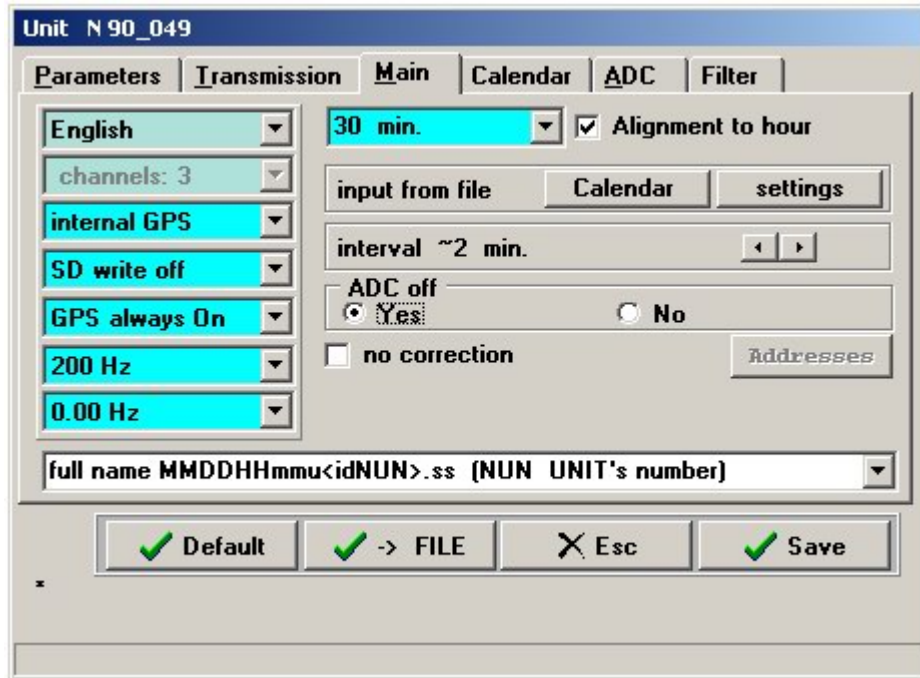 Unit N 90_049
Parameters Transmission Main Calendar ADC Filter
English
30 min. Alignment to hour
channels: 3
input from file Calendar settings
internal GPS
interval ~2 min.
SD write off
ADC off
GPS always On
Yes No
200 Hz
no correction Addresses
0.00 Hz
full name MMDDHHmmu<idNUN>.ss (NUN UNIT's number)
Default -> FILE Esc Save